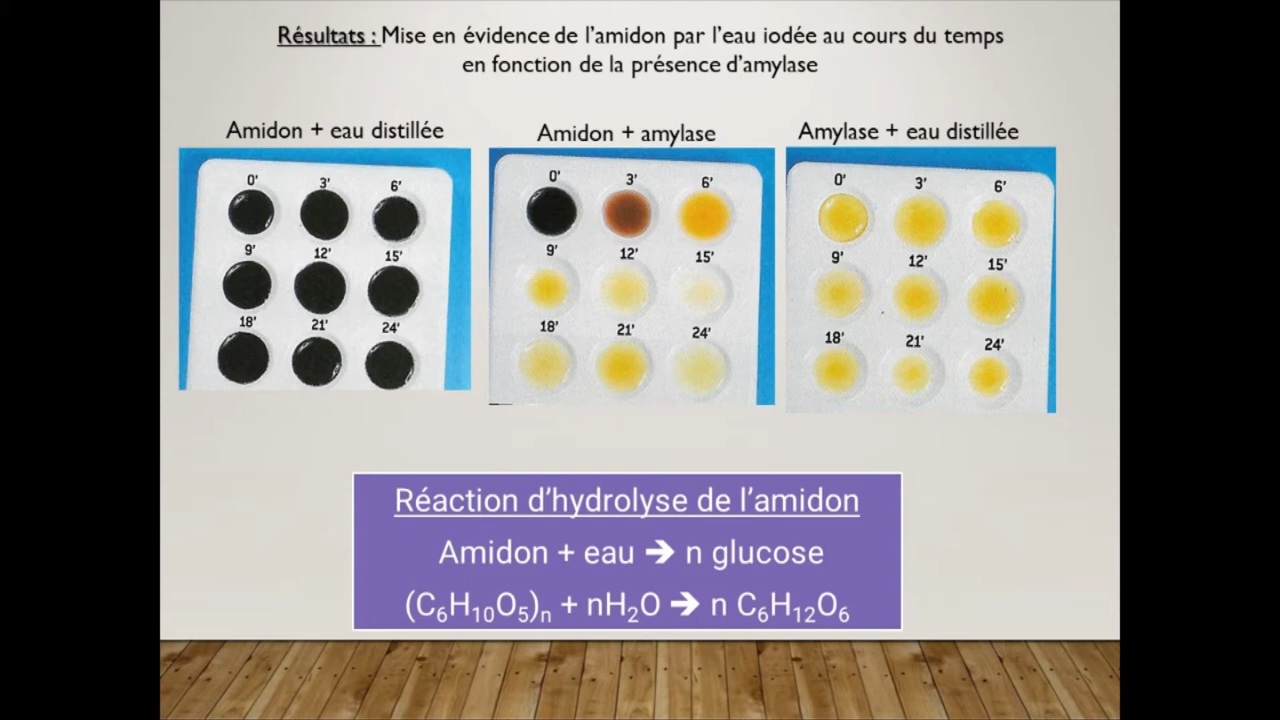 Résultats : Mise en évidence de l’amidon par l’eau iodée au cours du temps
en fonction de la présence d’amylase
Amidon + eau distillée
0’ 3’ 6’
9’ 12’ 15’
18’ 21’ 24’
Amidon + amylase
0’ 3’ 6’
9’ 12’ 15’
18’ 21’ 24’
Amylase + eau distillée
0’ 3’ 6’
9’ 12’ 15’
18’ 21’ 24’
Réaction d’hydrolyse de l’amidon
Amidon + eau ➔ n glucose
(C₆H₁₀O₅)ₙ + nH₂O ➔ n C₆H₁₂O₆